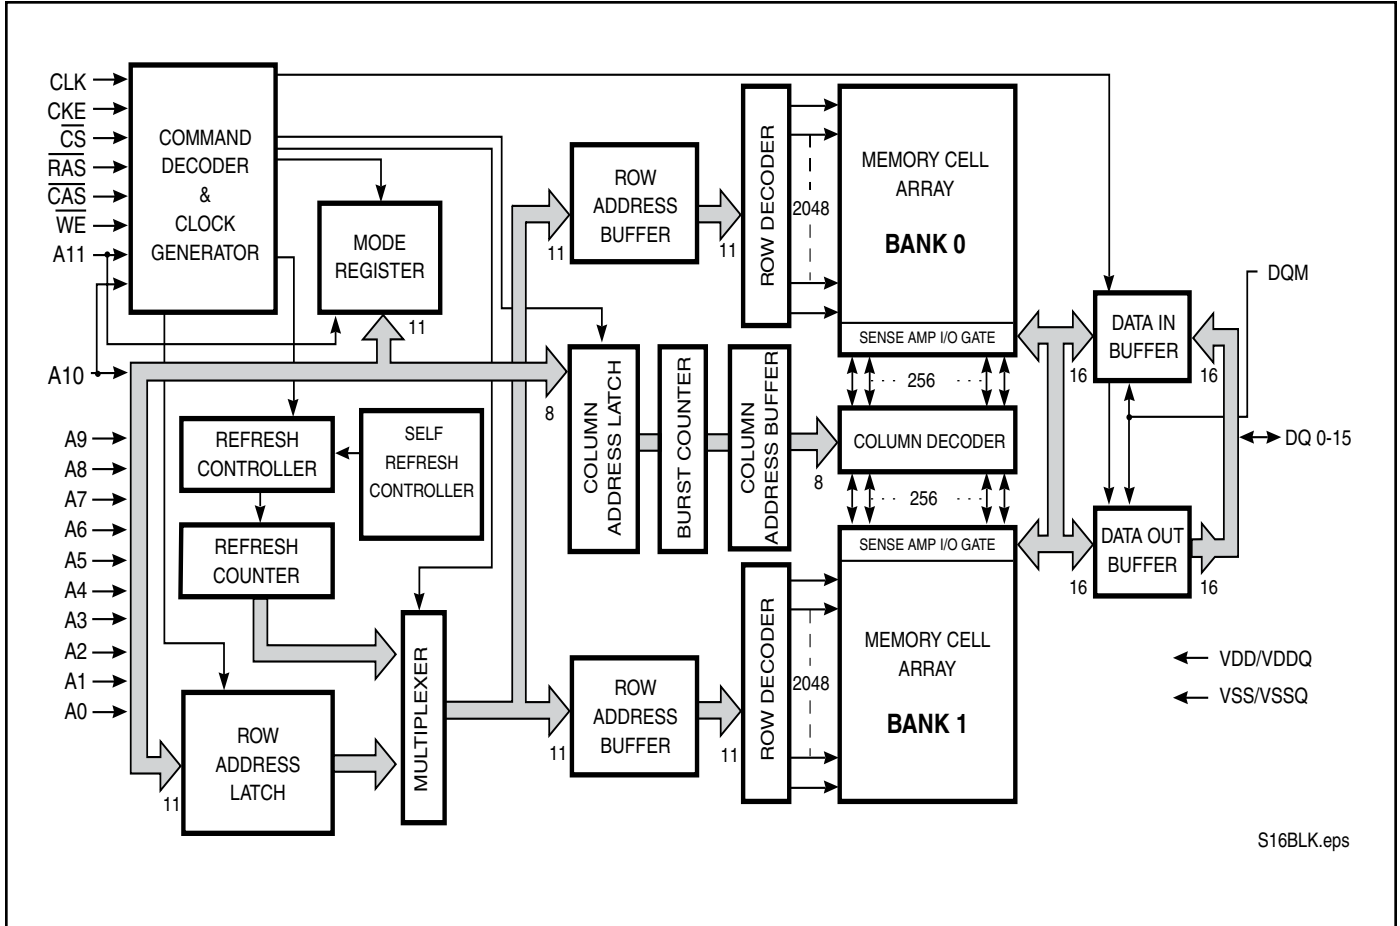 CLK
CKE
CS
RAS
CAS
WE
A11
A10
A9
A8
A7
A6
A5
A4
A3
A2
A1
A0
COMMAND
DECODER
&
CLOCK
GENERATOR
MODE
REGISTER
11
REFRESH
CONTROLLER
SELF
REFRESH
CONTROLLER
REFRESH
COUNTER
ROW
ADDRESS
LATCH
11
MULTIPLEXER
ROW
ADDRESS
BUFFER
11
11
ROW DECODER
2048
MEMORY CELL
ARRAY
BANK 0
SENSE AMP I/O GATE
8
COLUMN
ADDRESS LATCH
BURST COUNTER
COLUMN
ADDRESS BUFFER
8
256
COLUMN DECODER
256
SENSE AMP I/O GATE
MEMORY CELL
ARRAY
BANK 1
ROW
ADDRESS
BUFFER
11
11
ROW DECODER
2048
DATA IN
BUFFER
16
16
DQM
DQ 0-15
DATA OUT
BUFFER
16
16
VDD/VDDQ
VSS/VSSQ
S16BLK.eps